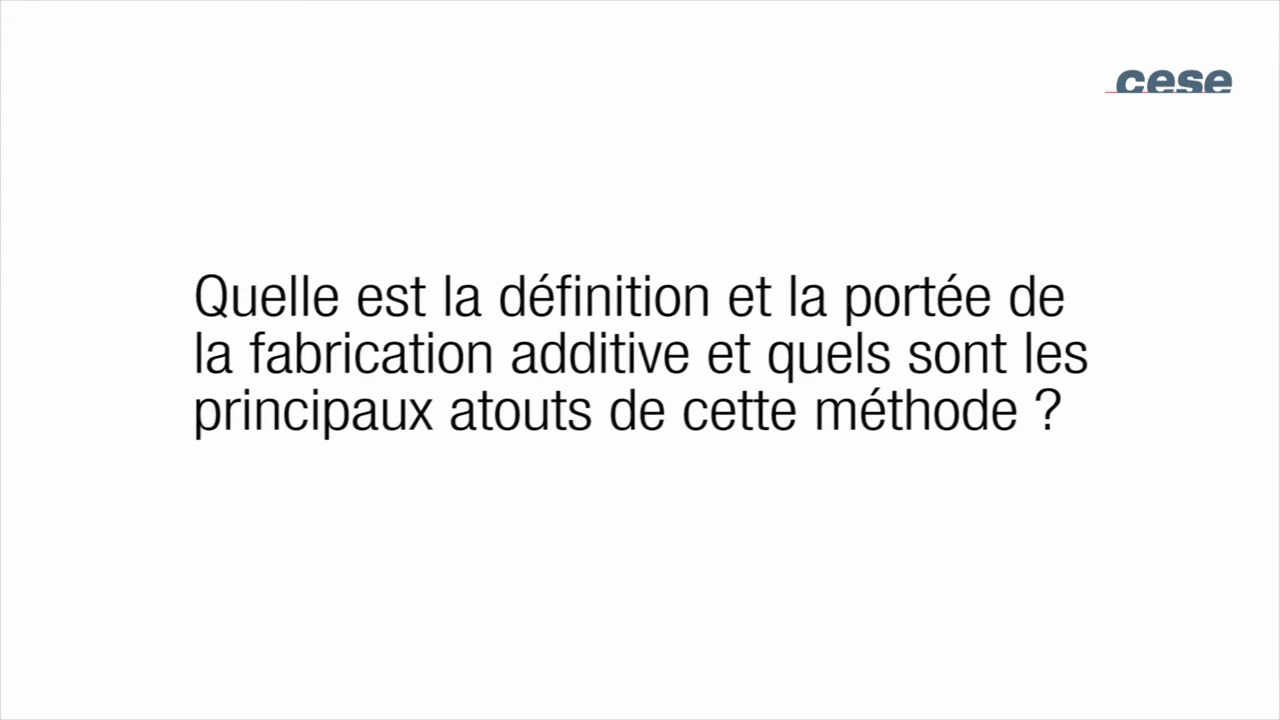 cese
Quelle est la définition et la portée de
la fabrication additive et quels sont les
principaux atouts de cette méthode ?